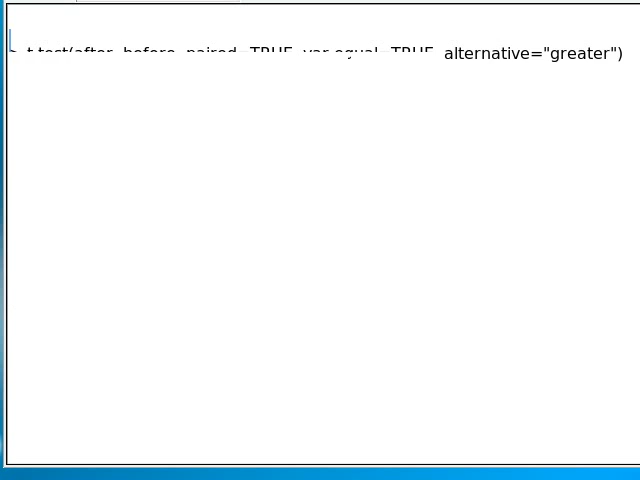 > t.test(after, before, paired=TRUE, var.equal=TRUE, alternative="greater")